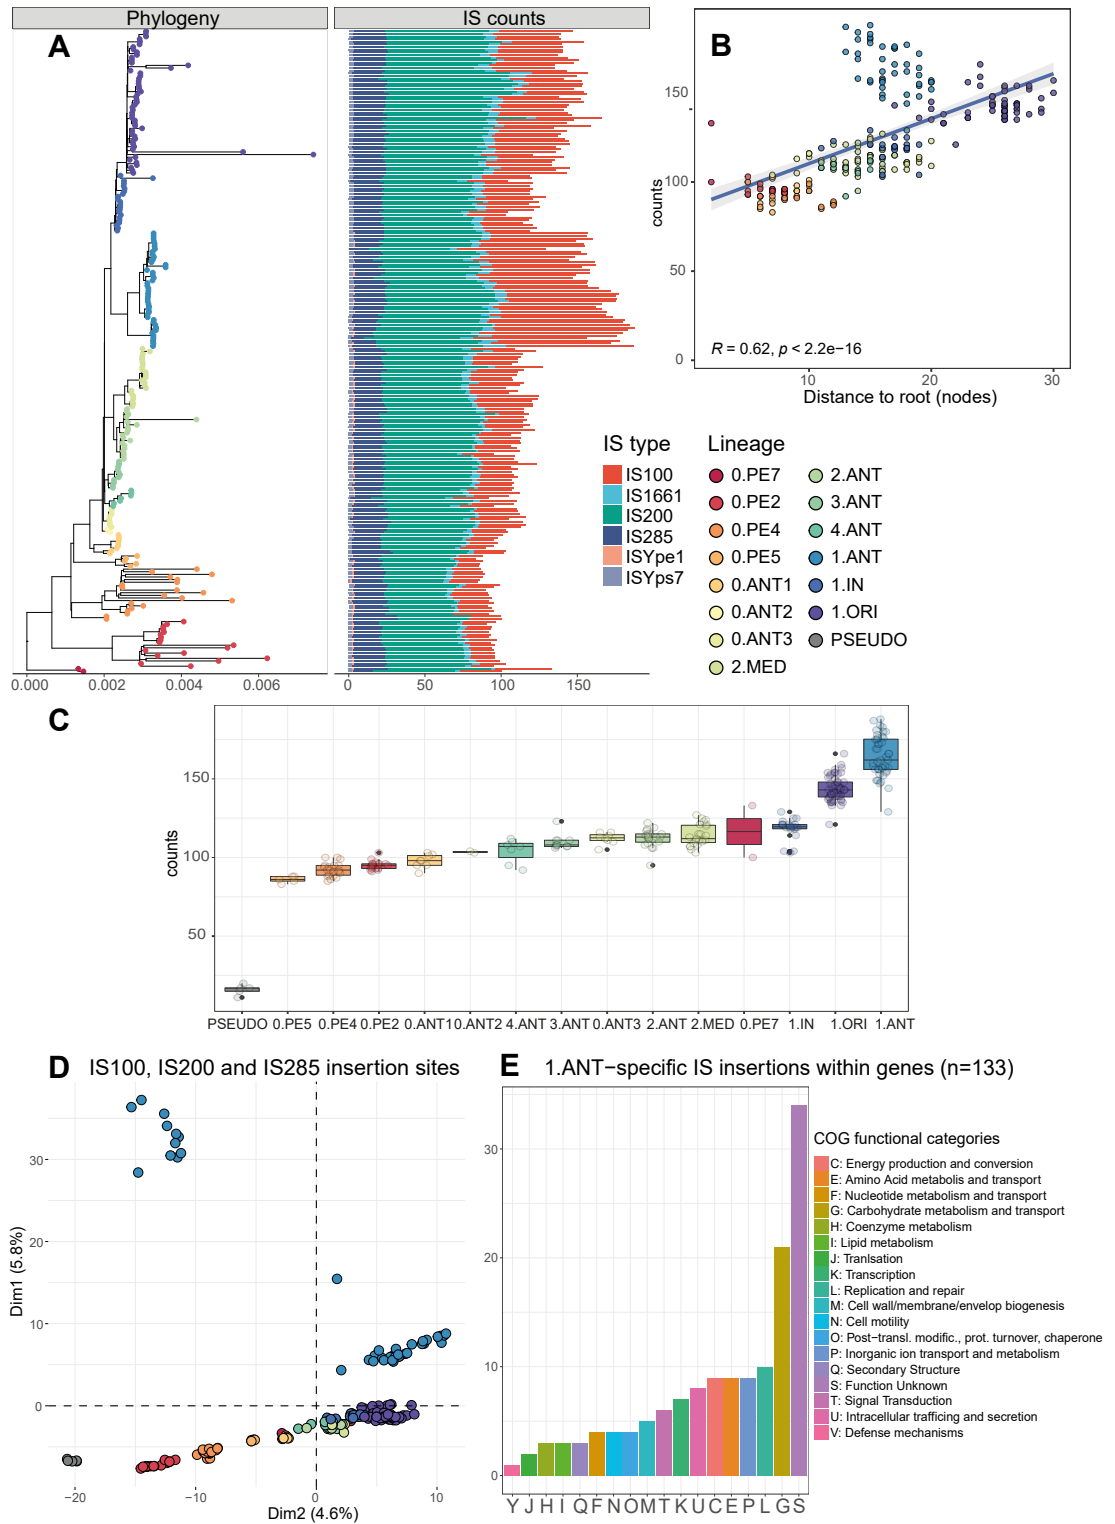 Phylogeny
IS counts
A
0.000 0.002 0.004 0.006
0 50 100 150
B
counts
150
100
50
0
R = 0.62, p < 2.2e−16
10 20 30
Distance to root (nodes)
IS type
IS100
IS1661
IS200
IS285
ISYpe1
ISYps7
Lineage
0.PE7
0.PE2
0.PE4
0.PE5
0.ANT1
0.ANT2
0.ANT3
2.MED
2.ANT
3.ANT
4.ANT
1.ANT
1.IN
1.ORI
PSEUDO
C
counts
150
100
50
PSEUDO 0.PE5 0.PE4 0.PE2 0.ANT1 0.ANT2 4.ANT 3.ANT 0.ANT3 2.ANT 2.MED 0.PE7 1.IN 1.ORI 1.ANT
D
IS100, IS200 and IS285 insertion sites
Dim1 (5.8%)
30
20
10
0
−20 −10 0 10
Dim2 (4.6%)
E
1.ANT−specific IS insertions within genes (n=133)
30
20
10
0
Y J H I Q F N O M T K U C E P L G S
COG functional categories
C: Energy production and conversion
E: Amino Acid metabolis and transport
F: Nucleotide metabolism and transport
G: Carbohydrate metabolism and transport
H: Coenzyme metabolism
I: Lipid metabolism
J: Tranlsation
K: Transcription
L: Replication and repair
M: Cell wall/membrane/envelop biogenesis
N: Cell motility
O: Post−transl. modific., prot. turnover, chaperone
P: Inorganic ion transport and metabolism
Q: Secondary Structure
S: Function Unknown
T: Signal Transduction
U: Intracellular trafficing and secretion
V: Defense mechanisms